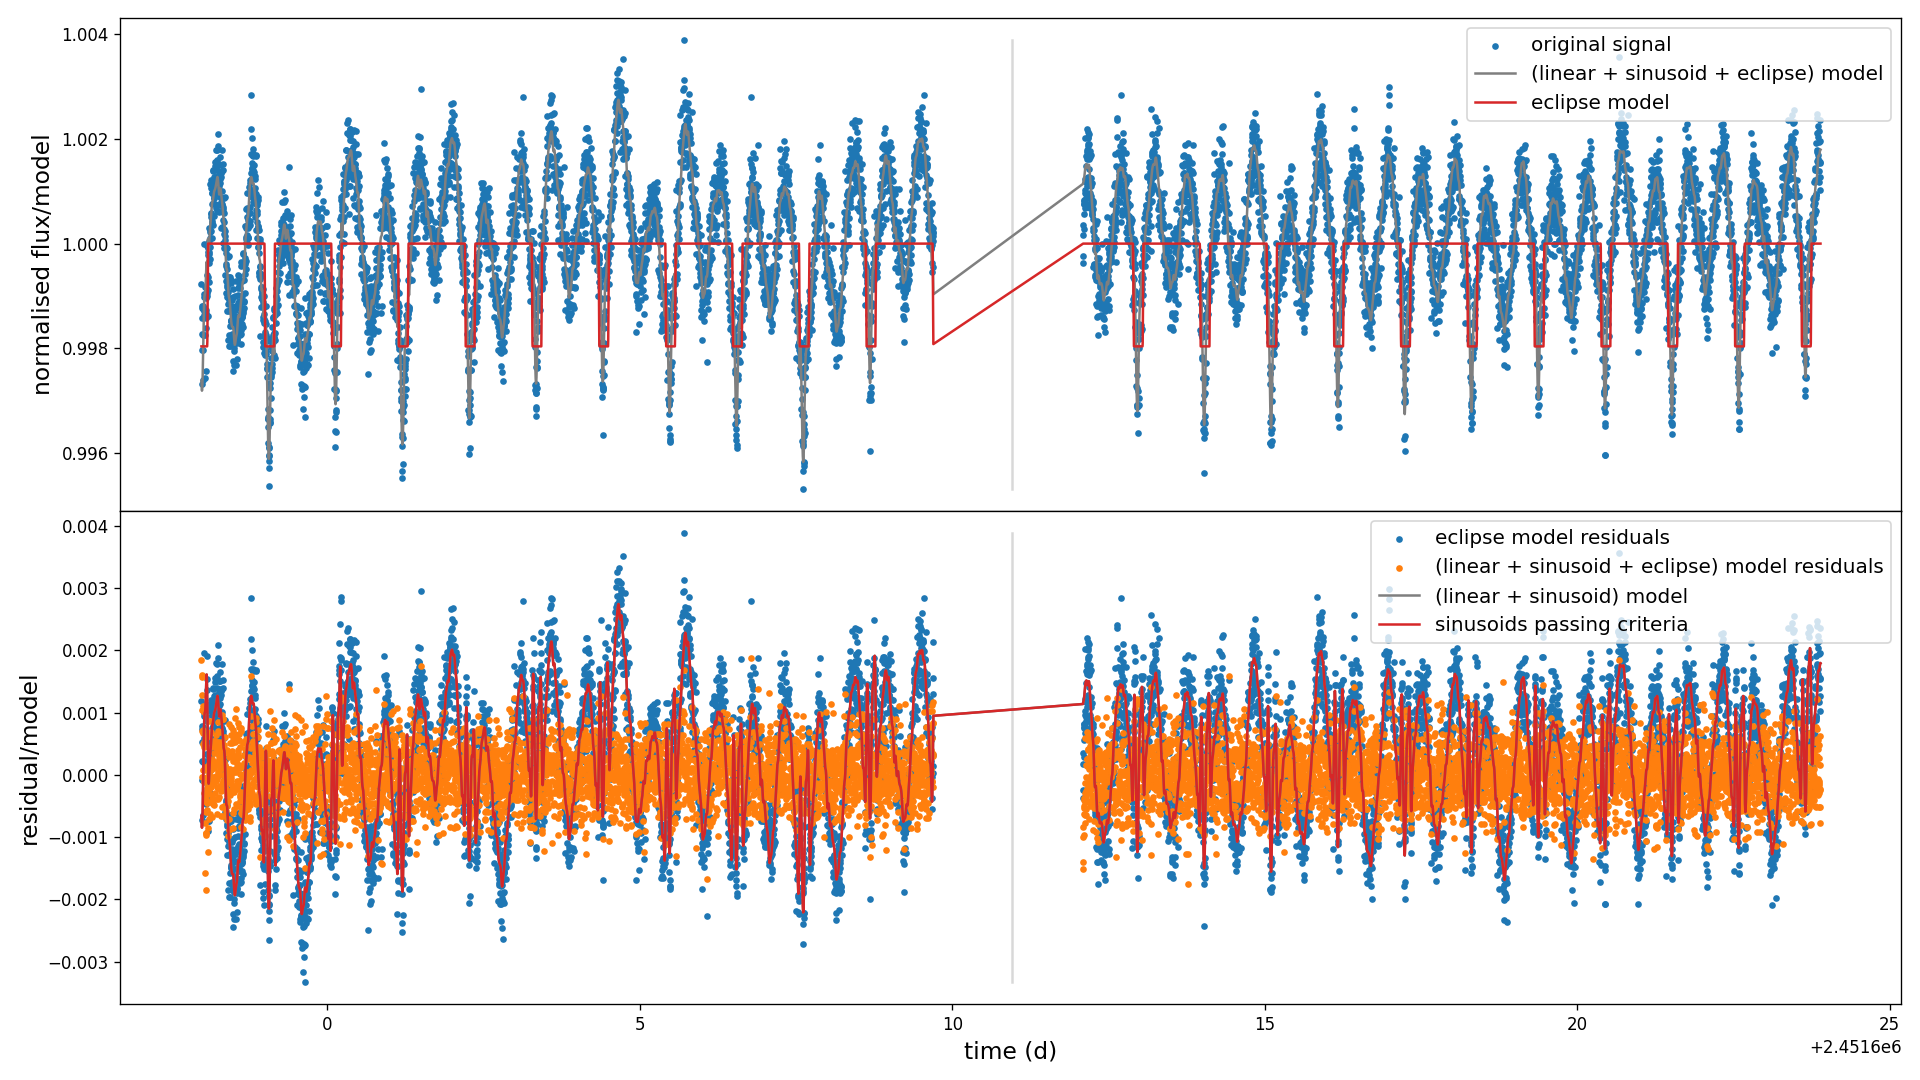 1.004
1.002
1.000
0.998
0.996
normalised flux/model
original signal
(linear + sinusoid + eclipse) model
eclipse model
0.004
0.003
0.002
0.001
0.000
−0.001
−0.002
−0.003
residual/model
eclipse model residuals
(linear + sinusoid + eclipse) model residuals
(linear + sinusoid) model
sinusoids passing criteria
0
5
10
15
20
25
time (d)
+2.4516e6